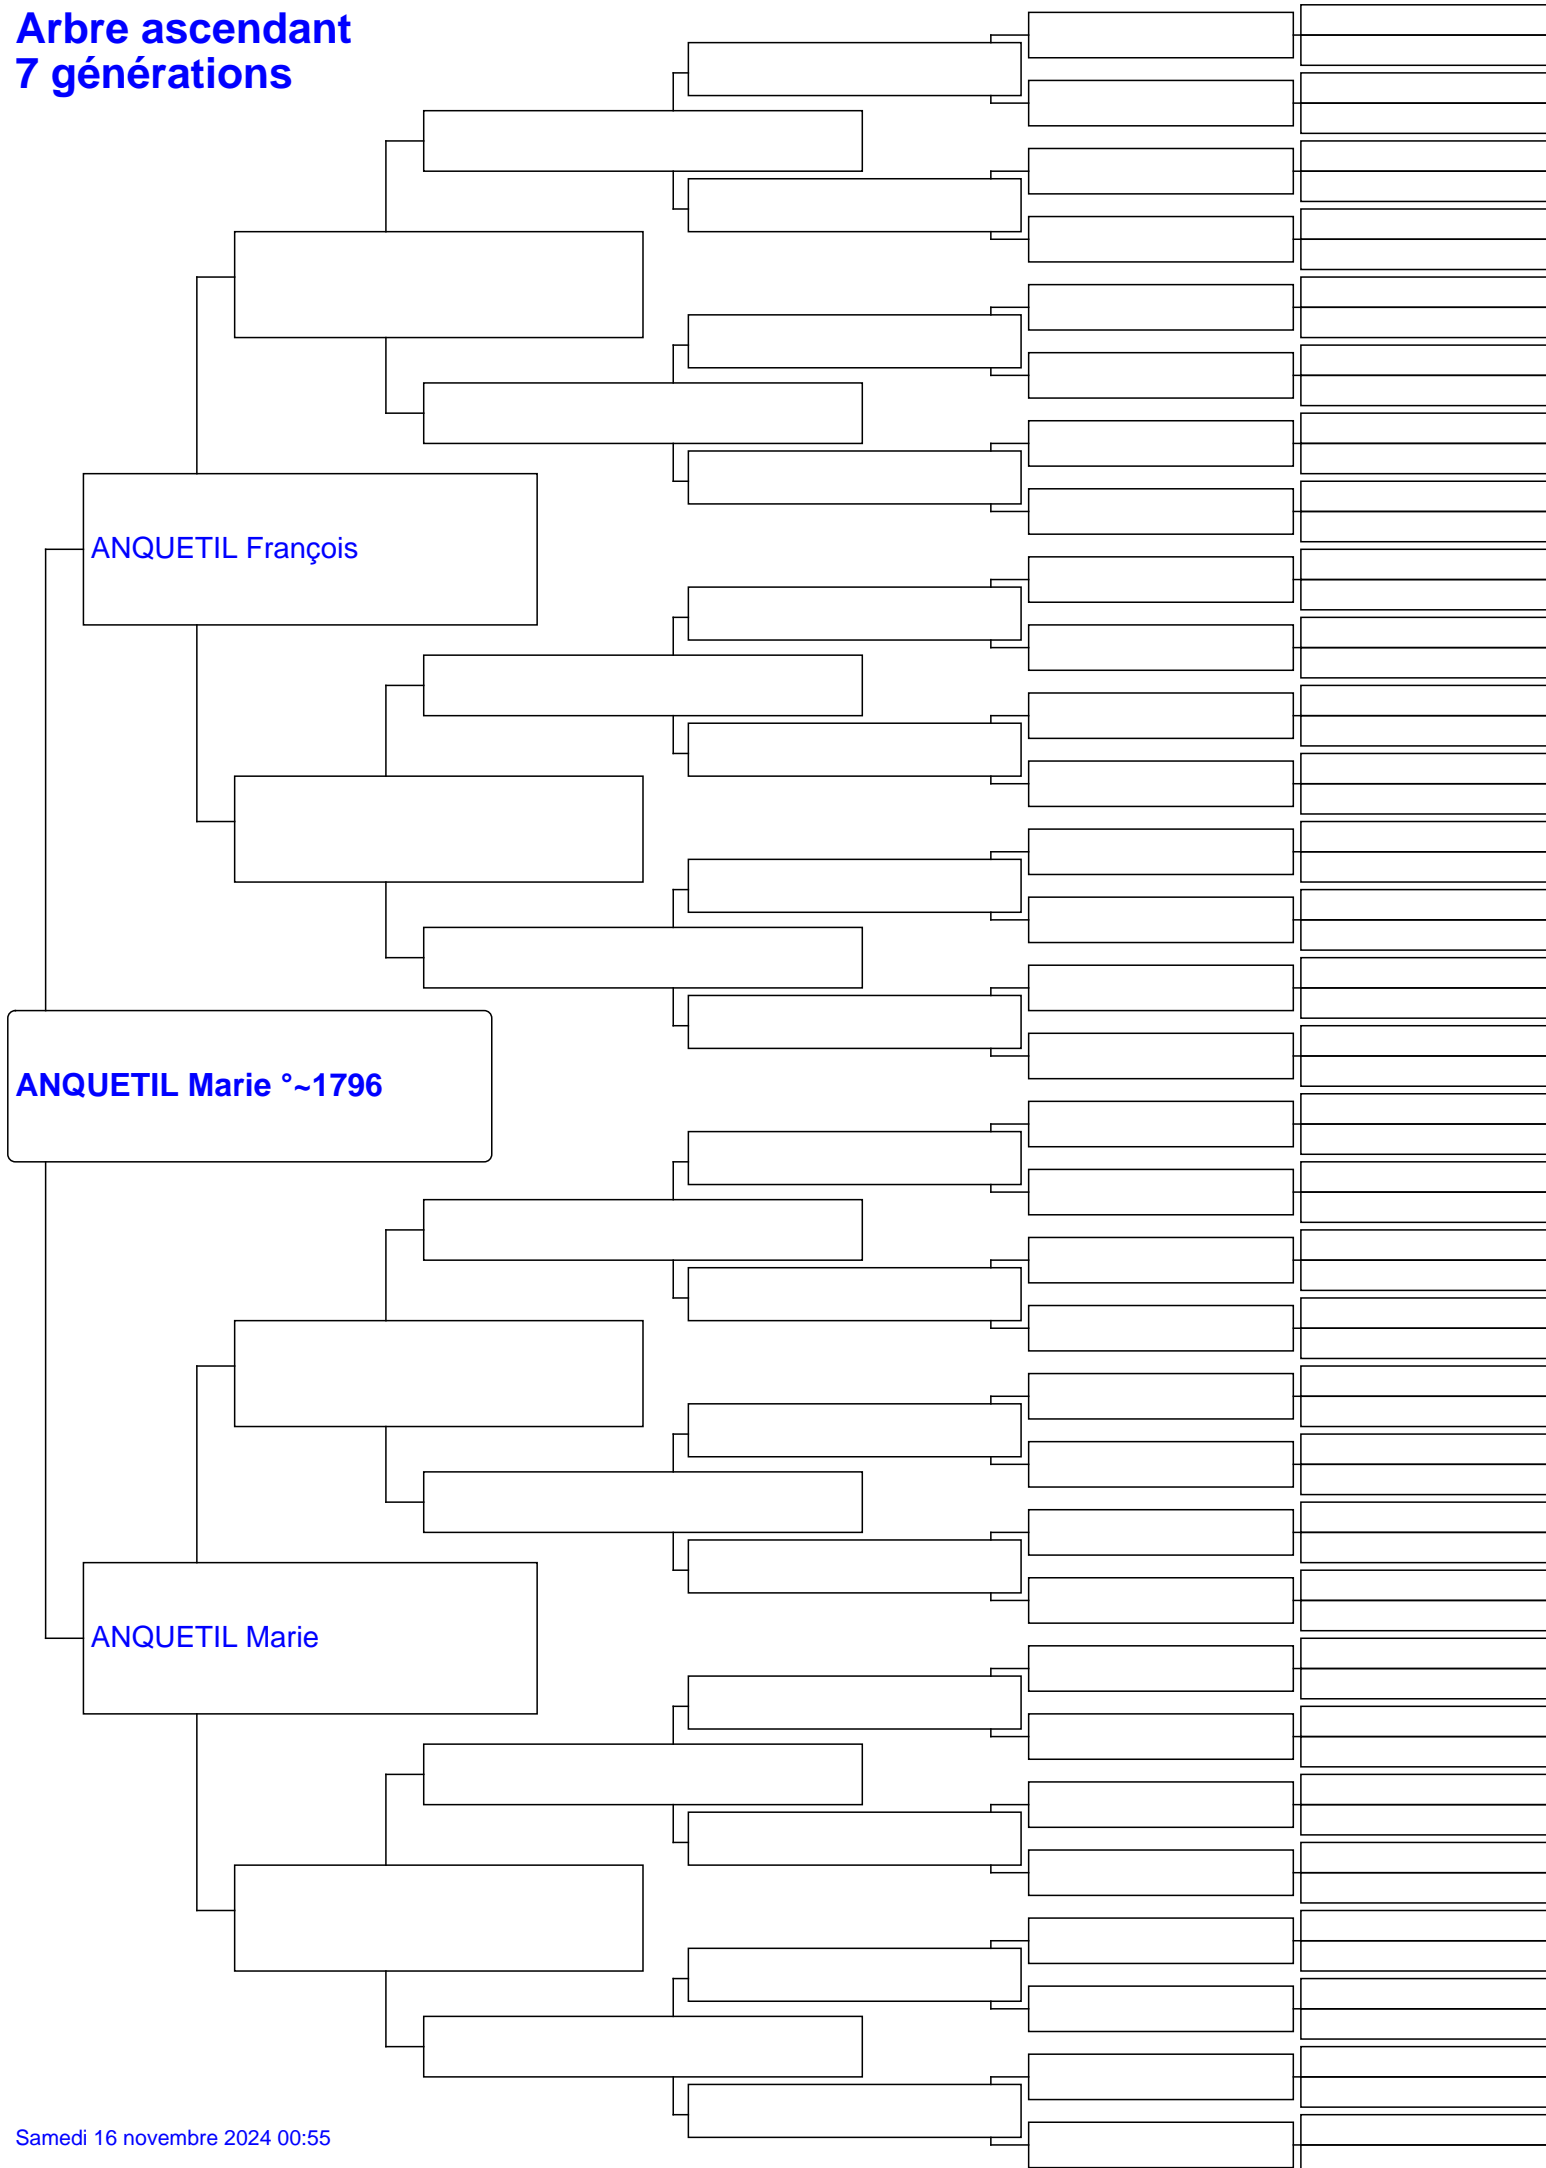 Arbre ascendant
7 générations
ANQUETIL François
ANQUETIL Marie °~1796
ANQUETIL Marie
Samedi 16 novembre 2024 00:55